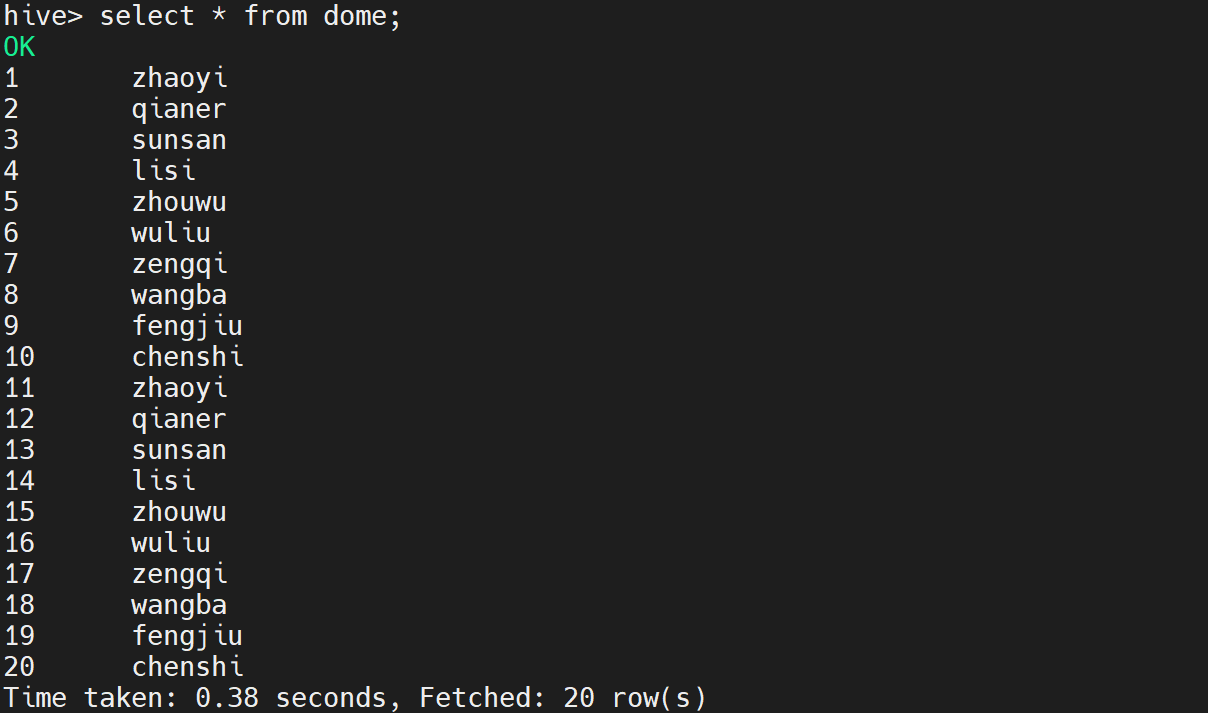 hive> select * from dome;
OK
1 zhaoyi
2 qianer
3 sunsan
4 lisi
5 zhouwu
6 wuliu
7 zengqi
8 wangba
9 fengjiu
10 chenshi
11 zhaoyi
12 qianer
13 sunsan
14 lisi
15 zhouwu
16 wuliu
17 zengqi
18 wangba
19 fengjiu
20 chenshi
Time taken: 0.38 seconds, Fetched: 20 row(s)